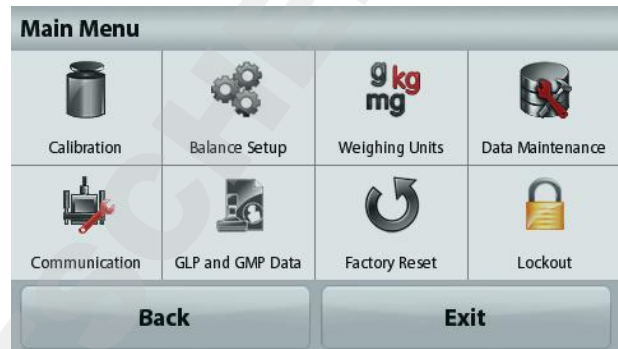 Main Menu
g kg
mg
Calibration
Balance Setup
Weighing Units
Data Maintenance
Communication
GLP and GMP Data
Factory Reset
Lockout
Back
Exit